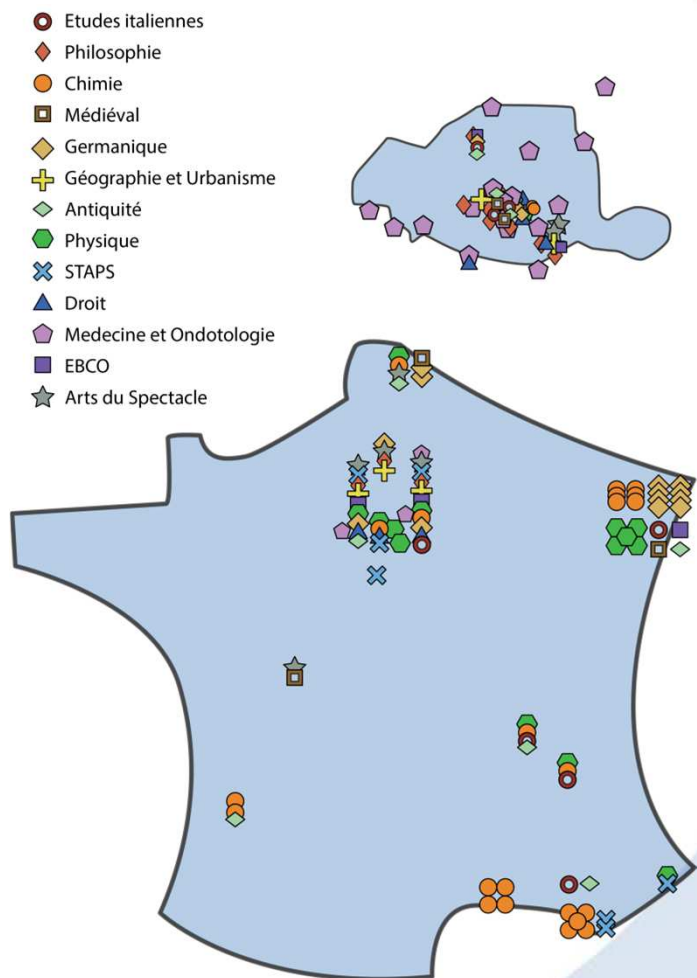 Etudes italiennes
Philosophie
Chimie
Médiéval
Germanique
Géographie et Urbanisme
Antiquité
Physique
STAPS
Droit
Medecine et Ondotologie
EBCO
Arts du Spectacle